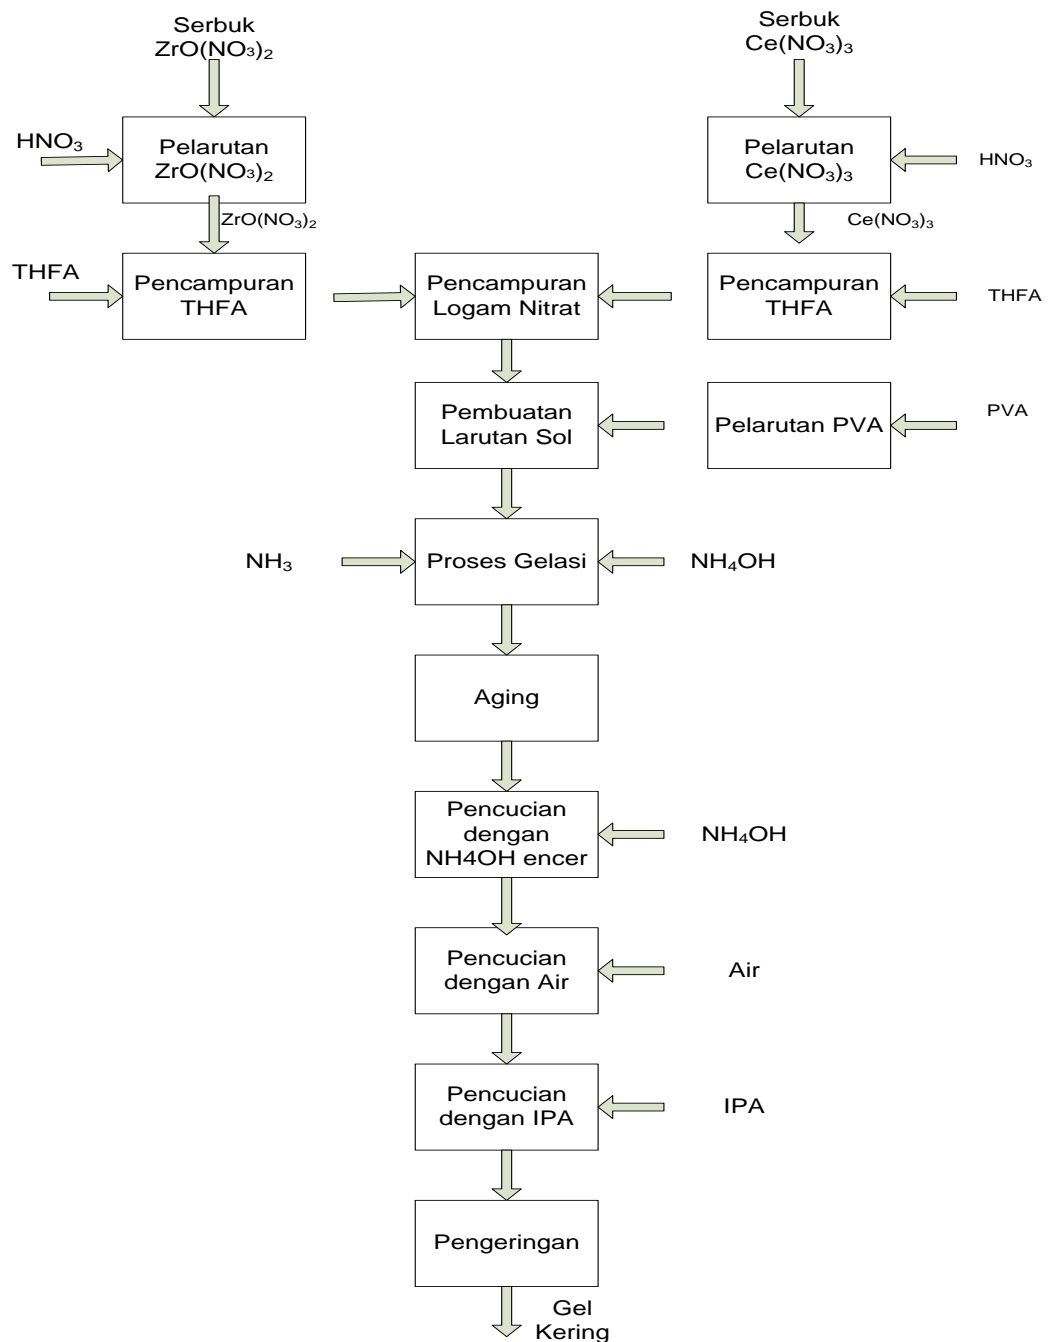 Serbuk
ZrO(NO₃)₂
Serbuk
Ce(NO₃)₃
HNO₃
Pelarutan
ZrO(NO₃)₂
Pelarutan
Ce(NO₃)₃
HNO₃
ZrO(NO₃)₂
Ce(NO₃)₃
THFA
Pencampuran
THFA
Pencampuran
Logam Nitrat
Pencampuran
THFA
THFA
Pembuatan
Larutan Sol
Pelarutan PVA
PVA
NH₃
Proses Gelasi
NH₄OH
Aging
Pencucian
dengan
NH4OH encer
NH₄OH
Pencucian
dengan Air
Air
Pencucian
dengan IPA
IPA
Pengeringan
Gel
Kering